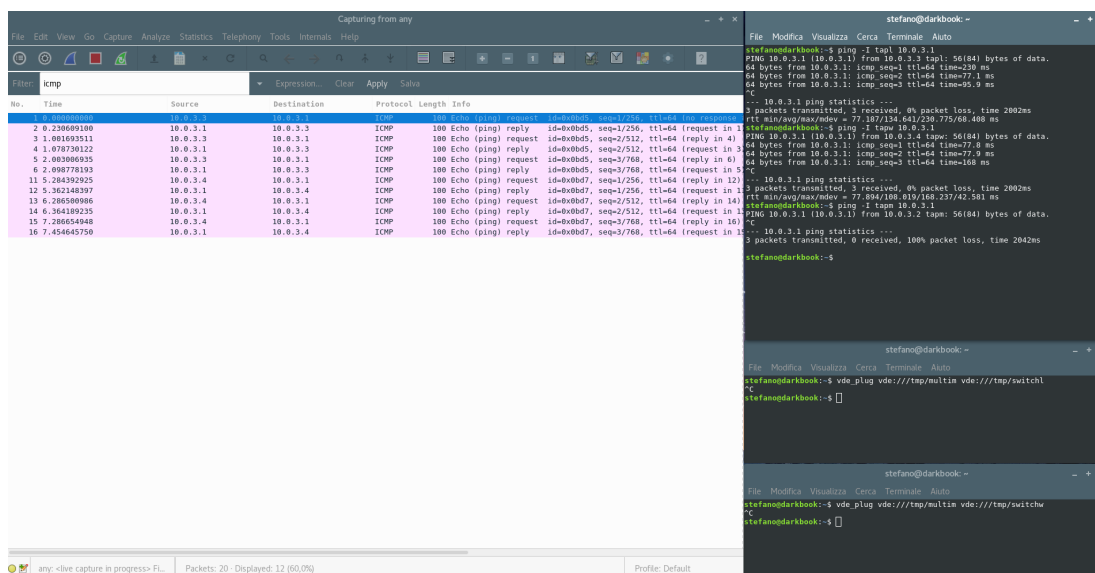 Capturing from any
File Edit View Go Capture Analyze Statistics Telephony Tools Internals Help
Filter: icmp Expression... Clear Apply Salva
No. Time Source Destination Protocol Length Info
1 0.000000000 10.0.3.3 10.0.3.1 ICMP 100 Echo (ping) request id=0x0bd5, seq=1/256, ttl=64 (no response
2 0.230689100 10.0.3.1 10.0.3.3 ICMP 100 Echo (ping) reply id=0x0bd5, seq=1/256, ttl=64 (request in 1
3 1.001693511 10.0.3.3 10.0.3.1 ICMP 100 Echo (ping) request id=0x0bd5, seq=2/512, ttl=64 (reply in 4)
4 1.078730122 10.0.3.1 10.0.3.3 ICMP 100 Echo (ping) reply id=0x0bd5, seq=2/512, ttl=64 (request in 3
5 2.003006935 10.0.3.3 10.0.3.1 ICMP 100 Echo (ping) request id=0x0bd5, seq=3/768, ttl=64 (reply in 6)
6 2.098778193 10.0.3.1 10.0.3.3 ICMP 100 Echo (ping) reply id=0x0bd5, seq=3/768, ttl=64 (request in 5
11 5.284392925 10.0.3.4 10.0.3.1 ICMP 100 Echo (ping) request id=0x0bd7, seq=1/256, ttl=64 (reply in 12)
12 5.362148397 10.0.3.1 10.0.3.4 ICMP 100 Echo (ping) reply id=0x0bd7, seq=1/256, ttl=64 (request in 1
13 6.286500986 10.0.3.4 10.0.3.1 ICMP 100 Echo (ping) request id=0x0bd7, seq=2/512, ttl=64 (reply in 14)
14 6.364189235 10.0.3.1 10.0.3.4 ICMP 100 Echo (ping) reply id=0x0bd7, seq=2/512, ttl=64 (request in 1
15 7.286654948 10.0.3.4 10.0.3.1 ICMP 100 Echo (ping) request id=0x0bd7, seq=3/768, ttl=64 (reply in 16)
16 7.454645750 10.0.3.1 10.0.3.4 ICMP 100 Echo (ping) reply id=0x0bd7, seq=3/768, ttl=64 (request in 15
any: <live capture in progress> Fi... Packets: 20 · Displayed: 12 (60,0%) Profile: Default
stefano@darkbook: ~
File Modifica Visualizza Cerca Terminale Aiuto
stefano@darkbook:~$ ping -I tapl 10.0.3.1
PING 10.0.3.1 (10.0.3.1) from 10.0.3.3 tapl: 56(84) bytes of data.
64 bytes from 10.0.3.1: icmp_seq=1 ttl=64 time=230 ms
64 bytes from 10.0.3.1: icmp_seq=2 ttl=64 time=77.1 ms
64 bytes from 10.0.3.1: icmp_seq=3 ttl=64 time=95.9 ms
^C
--- 10.0.3.1 ping statistics ---
3 packets transmitted, 3 received, 0% packet loss, time 2002ms
rtt min/avg/max/mdev = 77.187/134.641/230.775/68.408 ms
stefano@darkbook:~$ ping -I tapw 10.0.3.1
PING 10.0.3.1 (10.0.3.1) from 10.0.3.4 tapw: 56(84) bytes of data.
64 bytes from 10.0.3.1: icmp_seq=1 ttl=64 time=77.8 ms
64 bytes from 10.0.3.1: icmp_seq=2 ttl=64 time=77.9 ms
64 bytes from 10.0.3.1: icmp_seq=3 ttl=64 time=168 ms
^C
--- 10.0.3.1 ping statistics ---
3 packets transmitted, 3 received, 0% packet loss, time 2002ms
rtt min/avg/max/mdev = 77.894/108.019/168.237/42.581 ms
stefano@darkbook:~$ ping -I tapm 10.0.3.1
PING 10.0.3.1 (10.0.3.1) from 10.0.3.2 tapm: 56(84) bytes of data.
^C
--- 10.0.3.1 ping statistics ---
3 packets transmitted, 0 received, 100% packet loss, time 2042ms
stefano@darkbook:~$
stefano@darkbook: ~
File Modifica Visualizza Cerca Terminale Aiuto
stefano@darkbook:~$ vde_plug vde:///tmp/multim vde:///tmp/switchl
^C
stefano@darkbook:~$
stefano@darkbook: ~
File Modifica Visualizza Cerca Terminale Aiuto
stefano@darkbook:~$ vde_plug vde:///tmp/multim vde:///tmp/switchw
^C
stefano@darkbook:~$